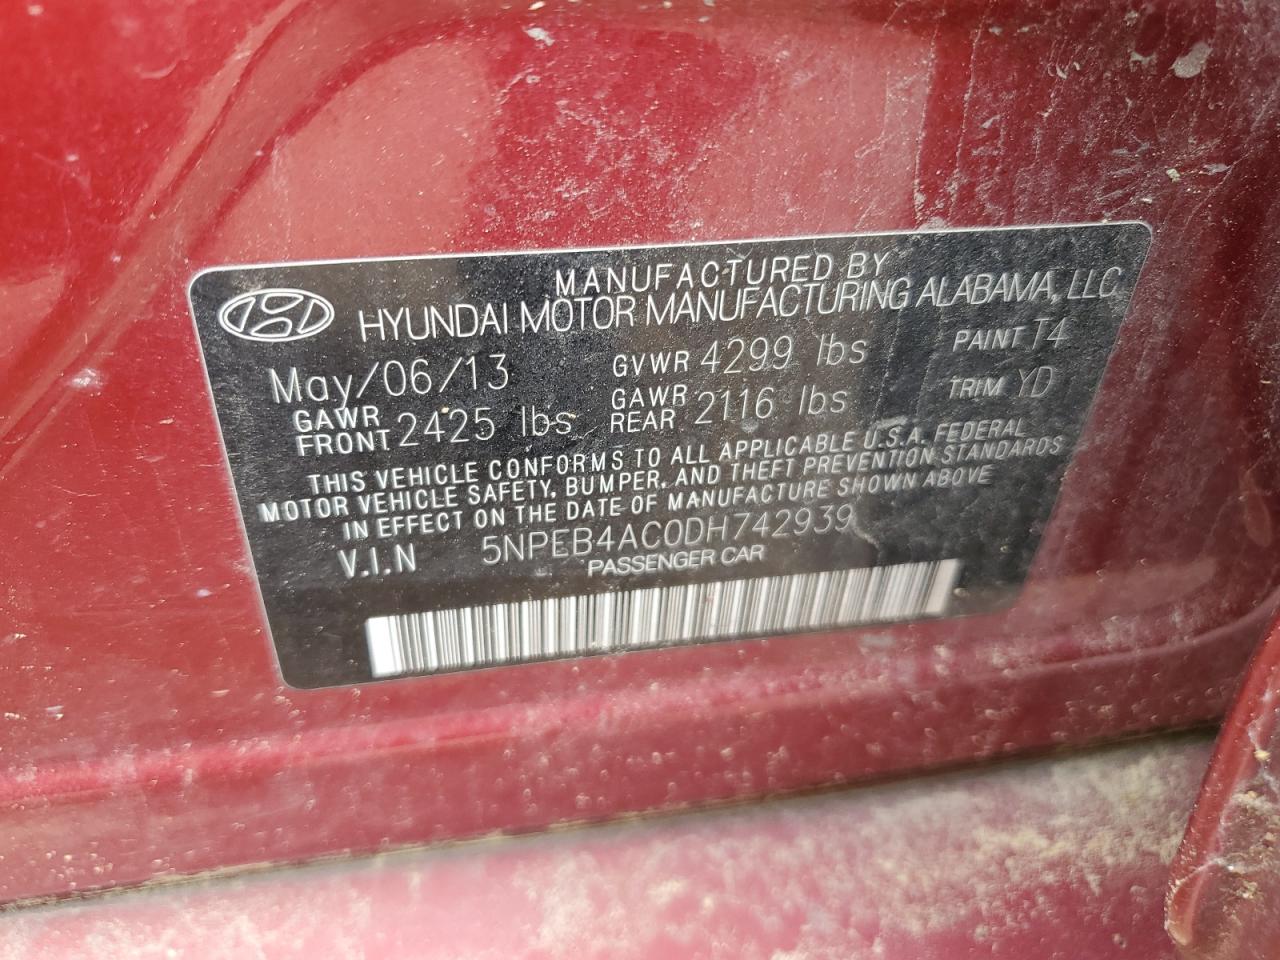 MANUFACTURED BY
HYUNDAI MOTOR MANUFACTURING ALABAMA, LLC
May/06/13 GVWR 4299 lbs PAINT T4
GAWR FRONT 2425 lbs GAWR REAR 2116 lbs TRIM YD
THIS VEHICLE CONFORMS TO ALL APPLICABLE U.S.A. FEDERAL
MOTOR VEHICLE SAFETY, BUMPER, AND THEFT PREVENTION STANDARDS
IN EFFECT ON THE DATE OF MANUFACTURE SHOWN ABOVE
V.I.N 5NPEB4AC0DH742939
PASSENGER CAR